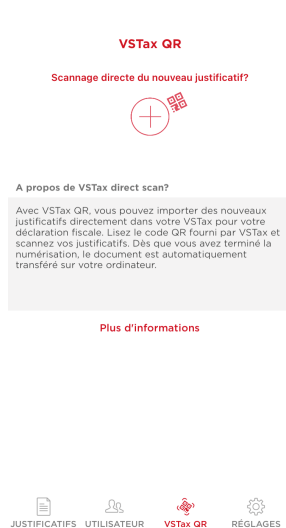 VSTax QR
Scannage directe du nouveau justificatif?
A propos de VSTax direct scan?
Avec VSTax QR, vous pouvez importer des nouveaux
justificatifs directement dans votre VSTax pour votre
déclaration fiscale. Lisez le code QR fourni par VSTax et
scannez vos justificatifs. Dès que vous avez terminé la
numérisation, le document est automatiquement
transféré sur votre ordinateur.
Plus d'informations
JUSTIFICATIFS UTILISATEUR VSTax QR RÉGLAGES